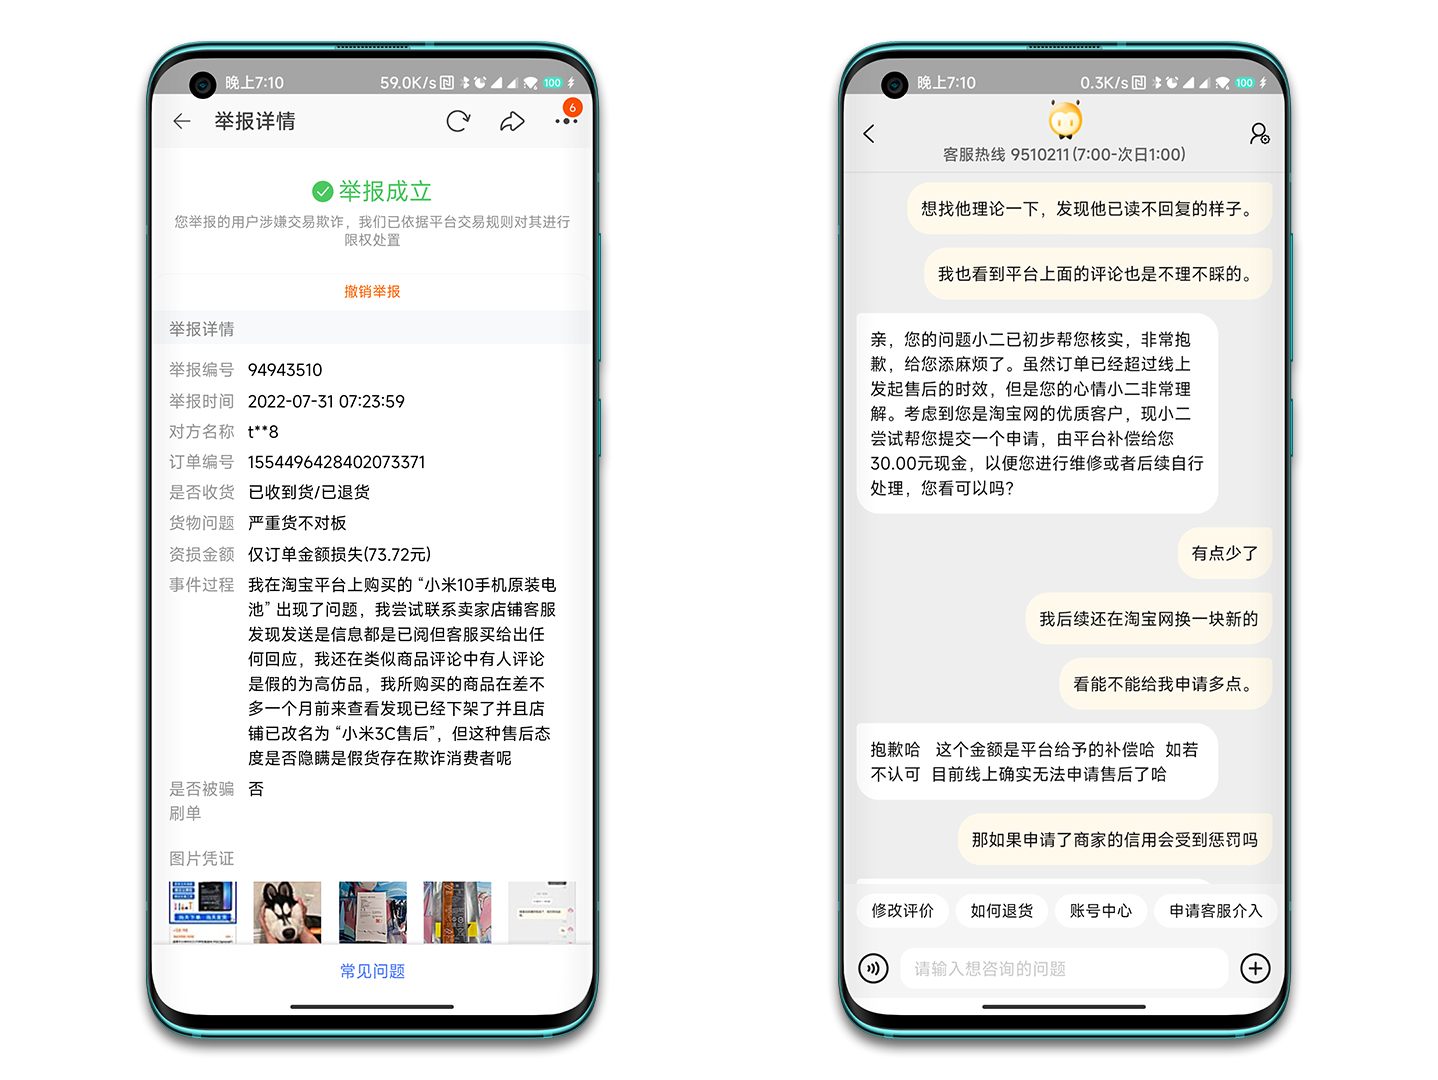 晚上7:10
59.0K/s
100
举报详情
6
举报成立
您举报的用户涉嫌交易欺诈，我们已依据平台交易规则对其进行
限权处置
撤销举报
举报详情
举报编号 94943510
举报时间 2022-07-31 07:23:59
对方名称 t**8
订单编号 1554496428402073371
是否收货 已收到货/已退货
货物问题 严重货不对板
资损金额 仅订单金额损失(73.72元)
事件过程 我在淘宝平台上购买的 “小米10手机原装电
池” 出现了问题，我尝试联系卖家店铺客服
发现发送是信息都是已阅但客服买给出任
何回应，我还在类似商品评论中有人评论
是假的为高仿品，我所购买的商品在差不
多一个月前来查看发现已经下架了并且店
铺已改名为 “小米3C售后”，但这种售后态
度是否隐瞒是假货存在欺诈消费者呢
是否被骗 否
刷单
图片凭证
常见问题
晚上7:10
0.3K/s
100
客服热线 9510211(7:00-次日1:00)
想找他理论一下，发现他已读不回复的样子。
我也看到平台上面的评论也是不理不睬的。
亲，您的问题小二已初步帮您核实，非常抱
歉，给您添麻烦了。虽然订单已经超过线上
发起售后的时效，但是您的心情小二非常理
解。考虑到您是淘宝网的优质客户，现小二
尝试帮您提交一个申请，由平台补偿给您
30.00元现金，以便您进行维修或者后续自行
处理，您看可以吗?
有点少了
我后续还在淘宝网换一块新的
看能不能给我申请多点。
抱歉哈 这个金额是平台给予的补偿哈 如若
不认可 目前线上确实无法申请售后了哈
那如果申请了商家的信用会受到惩罚吗
修改评价
如何退货
账号中心
申请客服介入
请输入想咨询的问题